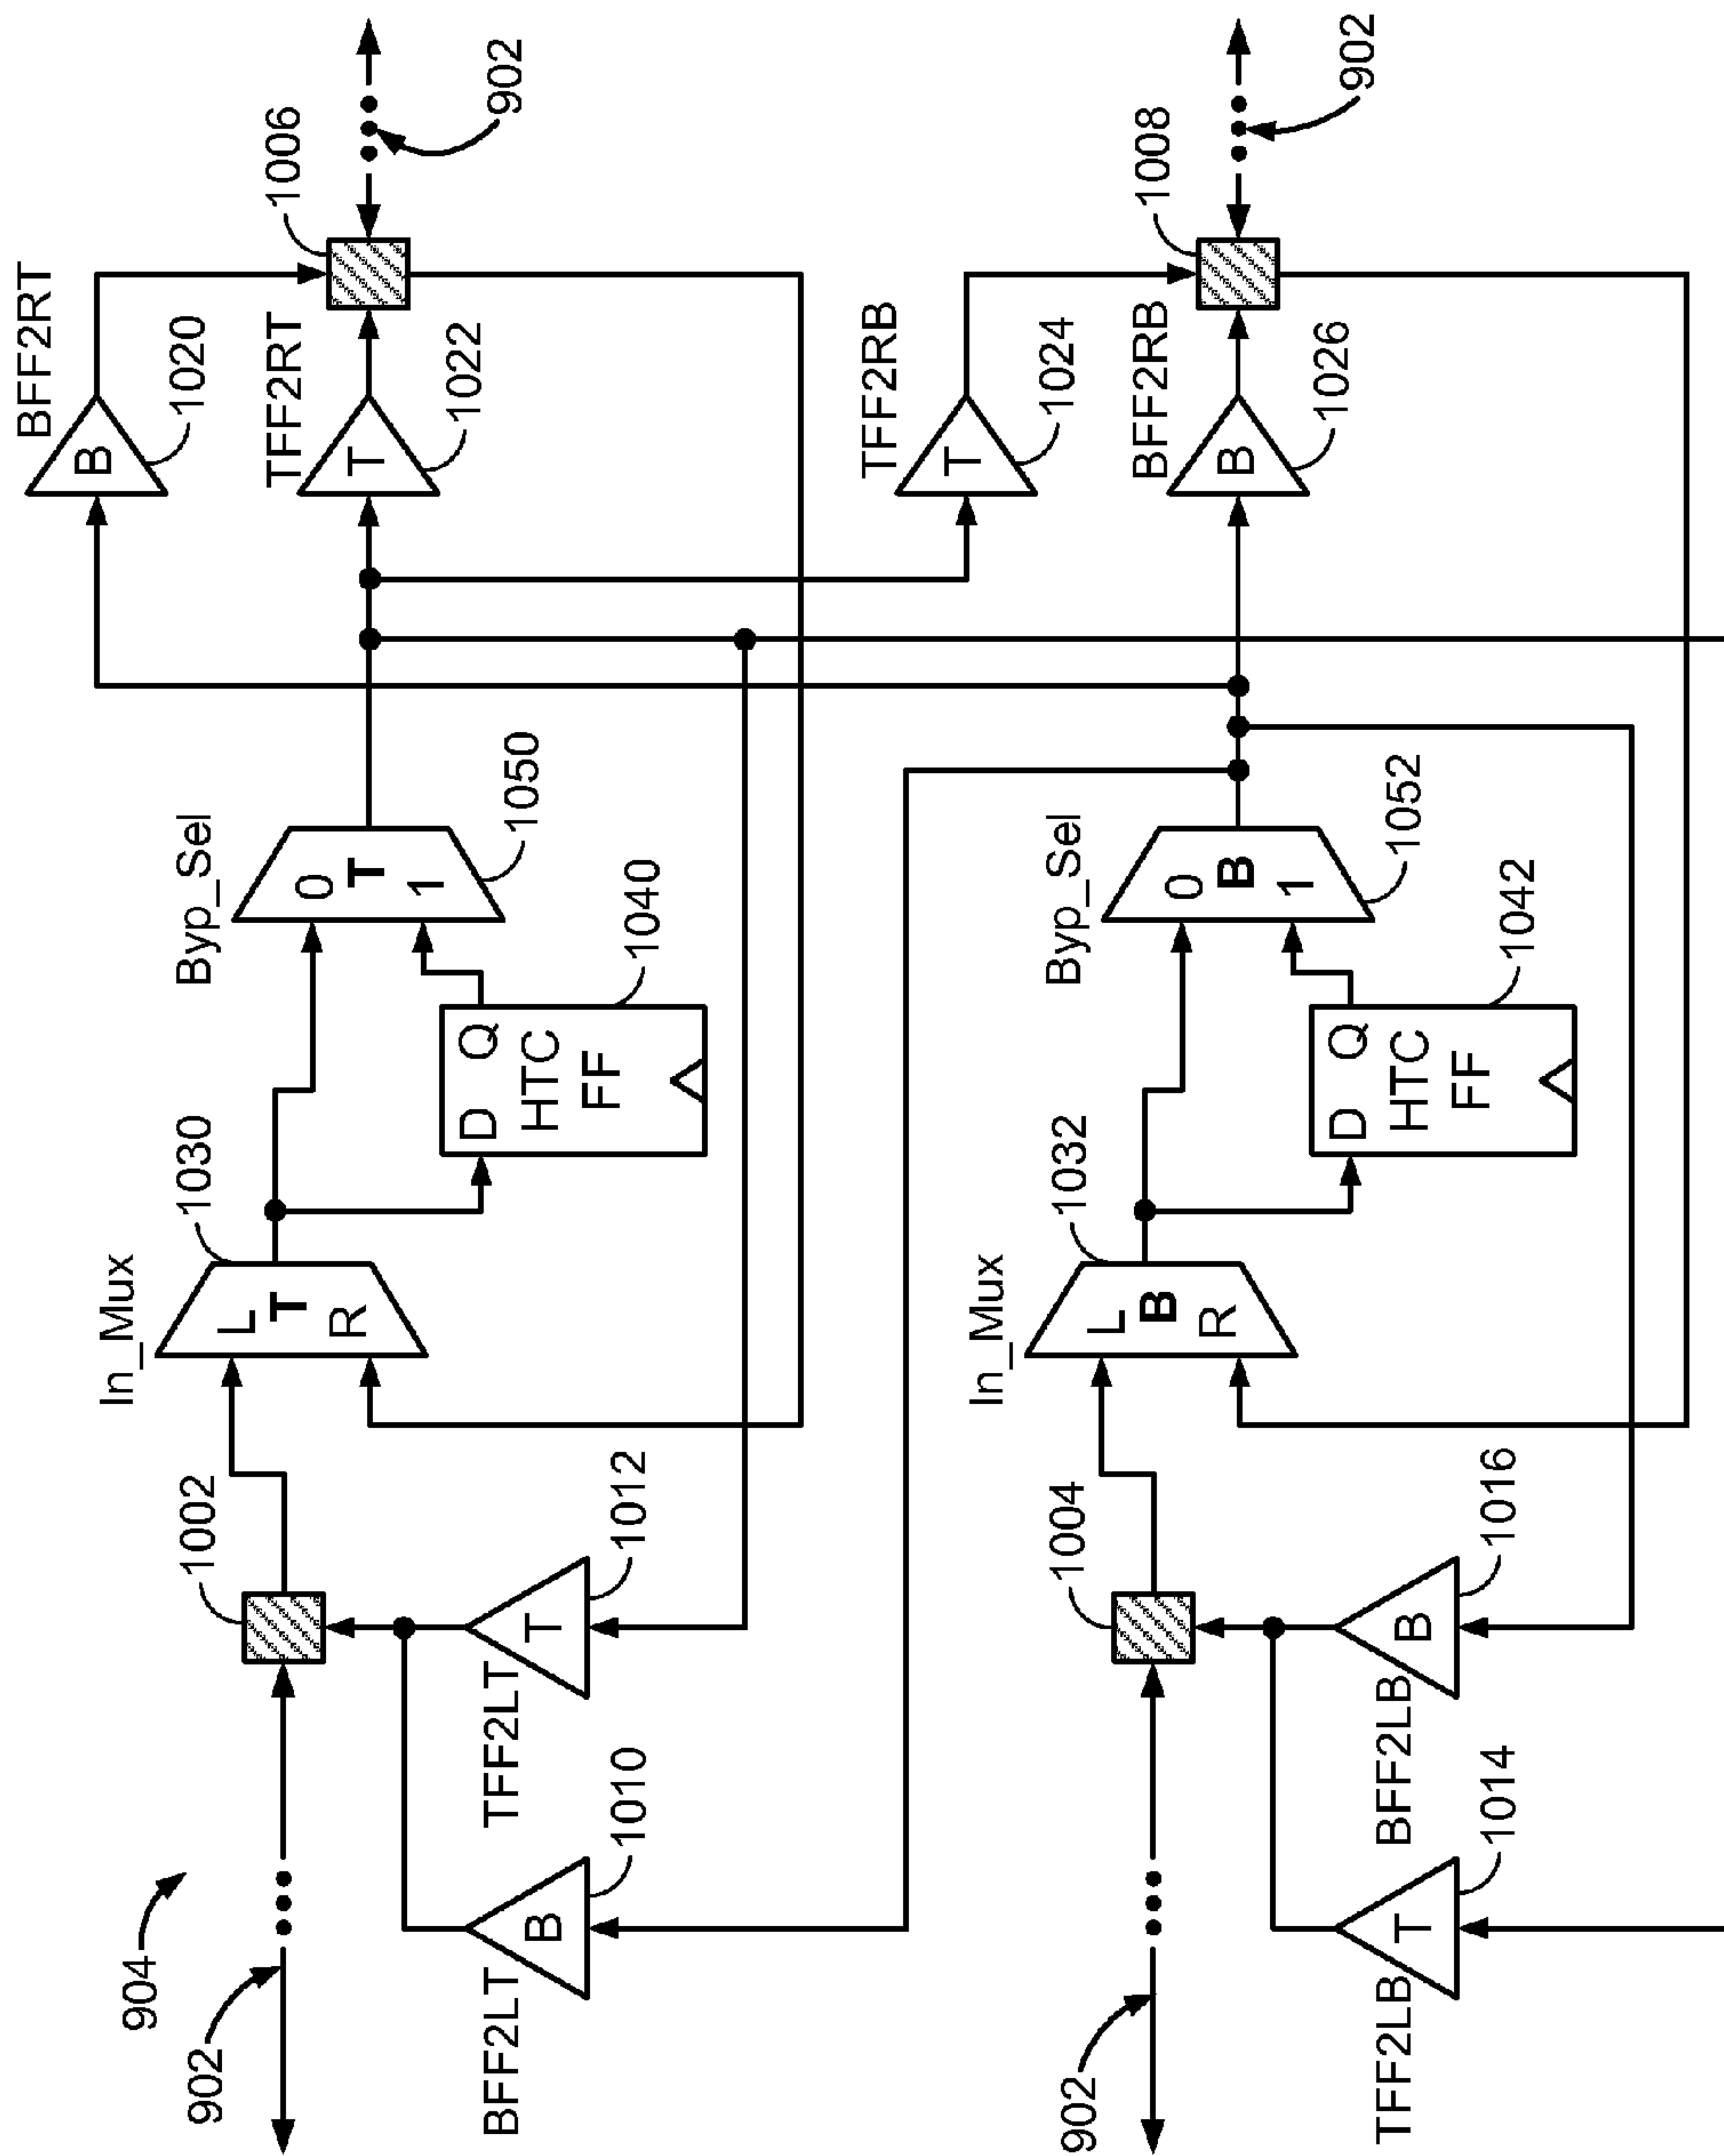 904
902
1002
In_Mux
1030
L
T
R
Byp_Sel
0
T
1
1050
D Q
HTC
FF
1040
BFF2RT
B
1020
TFF2RT
T
1022
1006
902
BFF2LT
B
1010
TFF2LT
T
1012
902
1004
In_Mux
1032
L
B
R
Byp_Sel
0
B
1
1052
D Q
HTC
FF
1042
TFF2RB
T
1024
BFF2RB
B
1026
1008
902
TFF2LB
T
1014
BFF2LB
B
1016